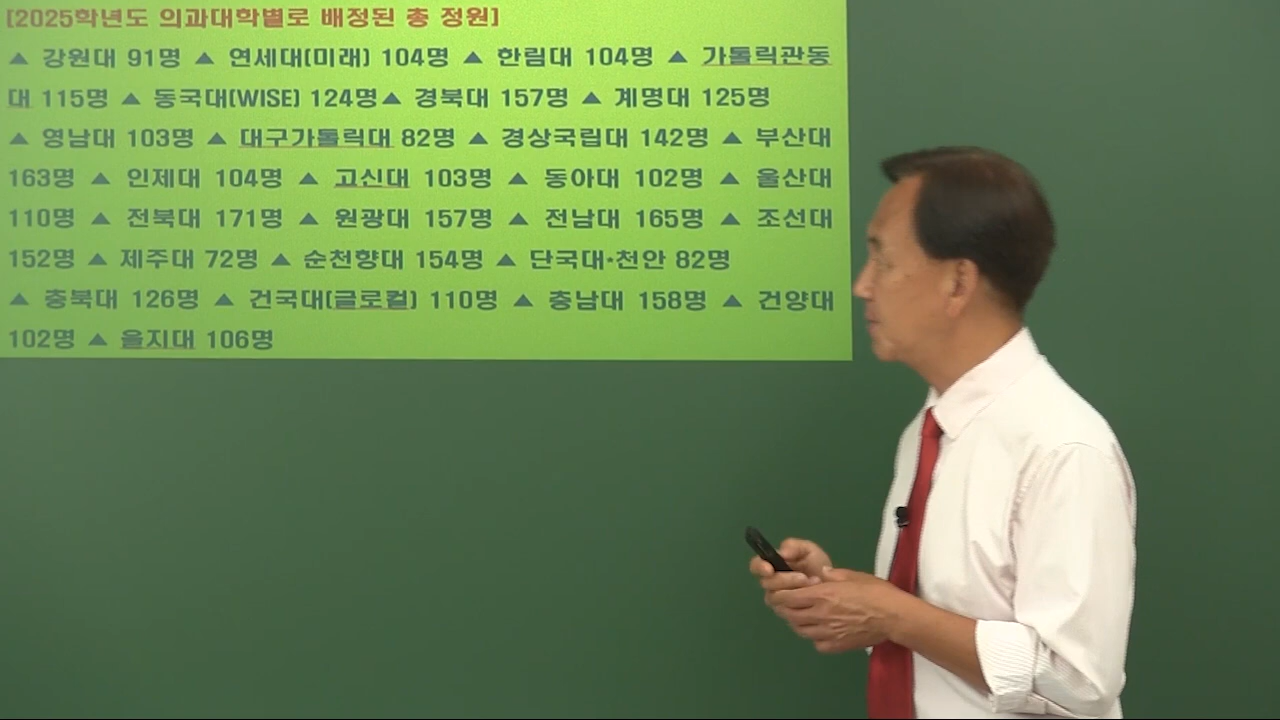 [2025학년도 의과대학별로 배정된 총 정원]
▲ 강원대 91명 ▲ 연세대(미래) 104명 ▲ 한림대 104명 ▲ 가톨릭관동
대 115명 ▲ 동국대(WISE) 124명▲ 경북대 157명 ▲ 계명대 125명
▲ 영남대 103명 ▲ 대구가톨릭대 82명 ▲ 경상국립대 142명 ▲ 부산대
163명 ▲ 인제대 104명 ▲ 고신대 103명 ▲ 동아대 102명 ▲ 울산대
110명 ▲ 전북대 171명 ▲ 원광대 157명 ▲ 전남대 165명 ▲ 조선대
152명 ▲ 제주대 72명 ▲ 순천향대 154명 ▲ 단국대·천안 82명
▲ 충북대 126명 ▲ 건국대(글로컬) 110명 ▲ 충남대 158명 ▲ 건양대
102명 ▲ 을지대 106명